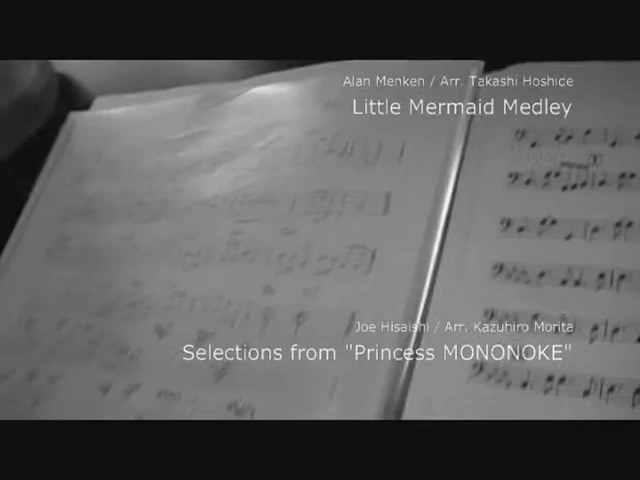 Alan Menken / Arr. Takashi Hoshice
Little Mermaid Medley
Joe Hisaishi / Arr. Kazuhiro Morita
Selections from "Princess MONONOKE"